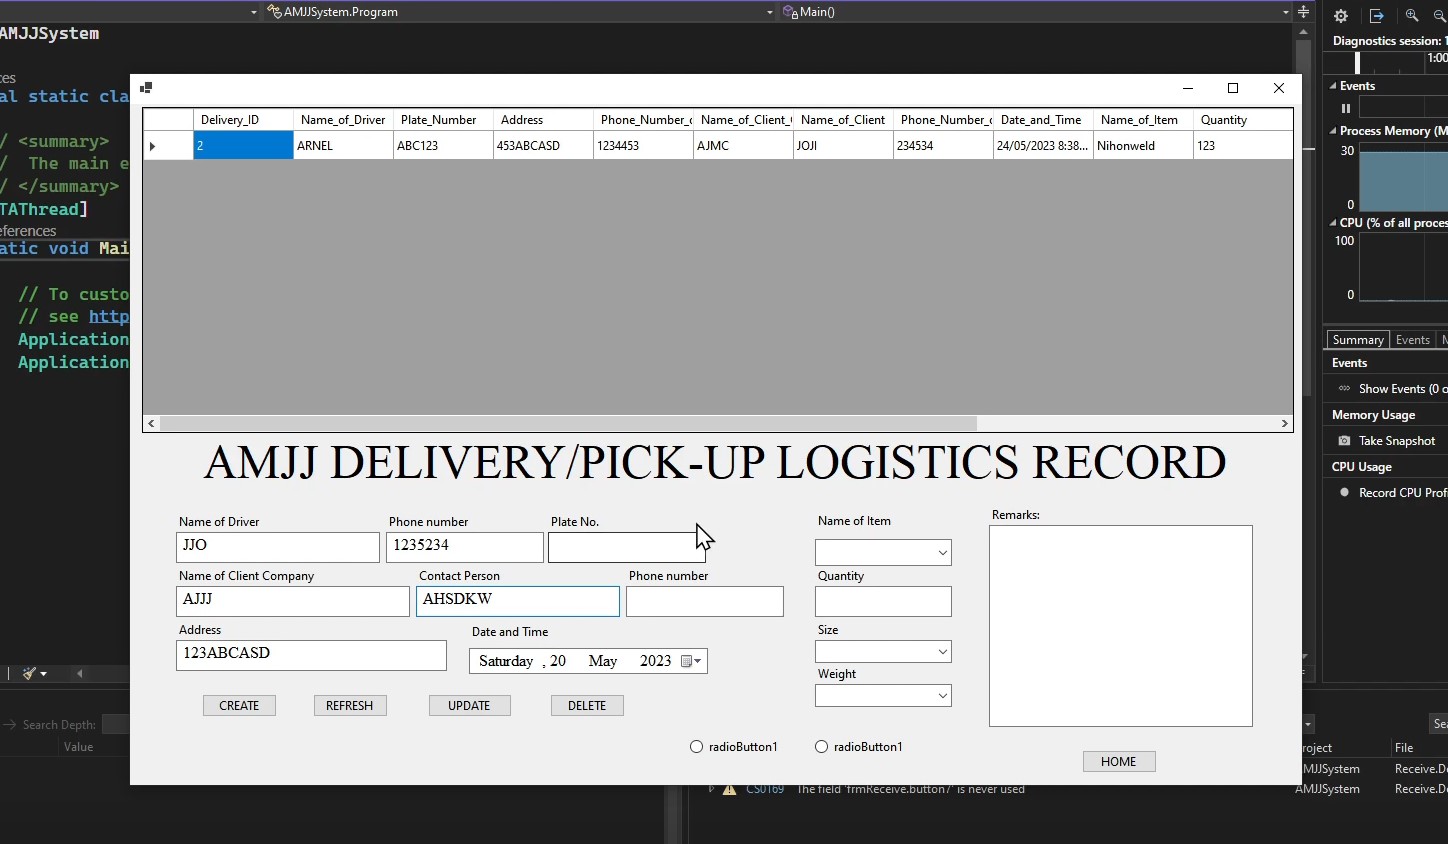 AMJJSystem.Program
Main()
AMJJSystem
Diagnostics session: 1
1:00
al static cla
/ <summary>
/ The main e
/ </summary>
TAThread]
eferences
atic void Mai
// To custo
// see http
Application
Application
Events
Process Memory (M
30
0
CPU (% of all proces
100
0
Summary Events M
Events
Show Events (0 o
Memory Usage
Take Snapshot
CPU Usage
Record CPU Prof
Delivery_ID Name_of_Driver Plate_Number Address Phone_Number_c Name_of_Client_ Name_of_Client Phone_Number_c Date_and_Time Name_of_Item Quantity
2 ARNEL ABC123 453ABCASD 1234453 AJMC JOJI 234534 24/05/2023 8:38... Nihonweld 123
AMJJ DELIVERY/PICK-UP LOGISTICS RECORD
Name of Driver Phone number Plate No. Name of Item Remarks:
JJO 1235234
Name of Client Company Contact Person Phone number Quantity
AJJJ AHSDKW
Address Date and Time Size
123ABCASD Saturday , 20 May 2023
Weight
CREATE REFRESH UPDATE DELETE
radioButton1 radioButton1
HOME
Search Depth:
Value
Sea
roject File
MJJSystem Receive.De
CS0169 The field 'frmReceive.button7' is never used AMJJSystem Receive.De